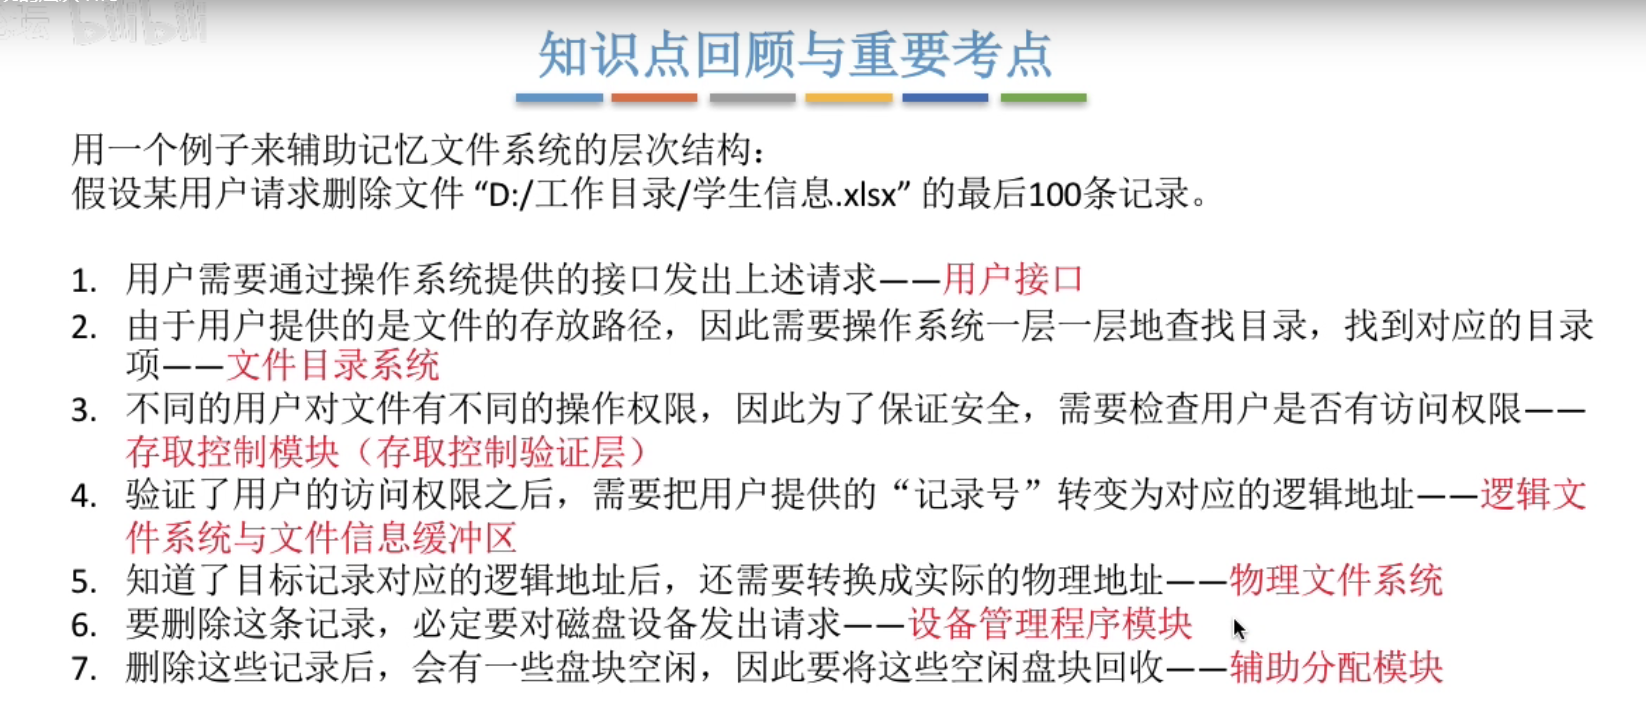 bilibili
知识点回顾与重要考点
用一个例子来辅助记忆文件系统的层次结构：
假设某用户请求删除文件 “D:/工作目录/学生信息.xlsx” 的最后100条记录。
1. 用户需要通过操作系统提供的接口发出上述请求——用户接口
2. 由于用户提供的是文件的存放路径，因此需要操作系统一层一层地查找目录，找到对应的目录
项——文件目录系统
3. 不同的用户对文件有不同的操作权限，因此为了保证安全，需要检查用户是否有访问权限——
存取控制模块（存取控制验证层）
4. 验证了用户的访问权限之后，需要把用户提供的“记录号”转变为对应的逻辑地址——逻辑文
件系统与文件信息缓冲区
5. 知道了目标记录对应的逻辑地址后，还需要转换成实际的物理地址——物理文件系统
6. 要删除这条记录，必定要对磁盘设备发出请求——设备管理程序模块
7. 删除这些记录后，会有一些盘块空闲，因此要将这些空闲盘块回收——辅助分配模块